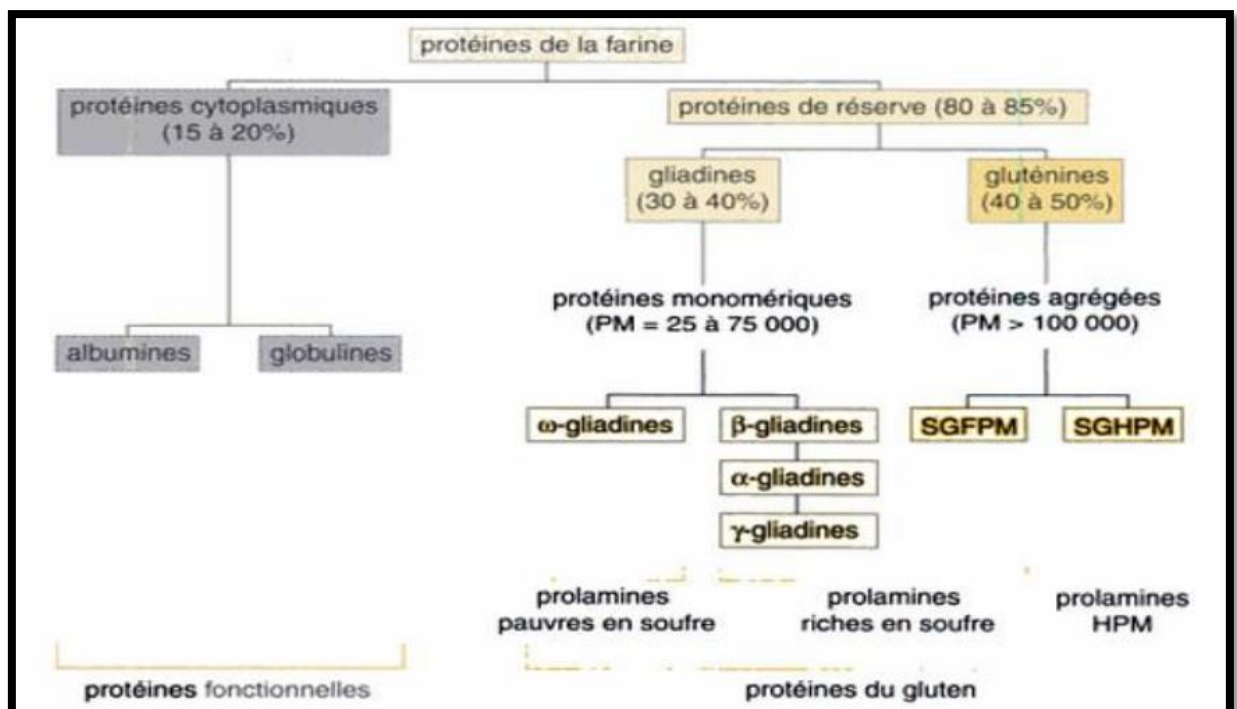 protéines de la farine
protéines cytoplasmiques
(15 à 20%)
protéines de réserve (80 à 85%)
gliadines
(30 à 40%)
gluténines
(40 à 50%)
protéines monomériques
(PM = 25 à 75 000)
protéines agrégées
(PM > 100 000)
albumines
globulines
ω-gliadines
β-gliadines
SGFPM
SGHPM
α-gliadines
γ-gliadines
prolamines
pauvres en soufre
prolamines
riches en soufre
prolamines
HPM
protéines fonctionnelles
protéines du gluten